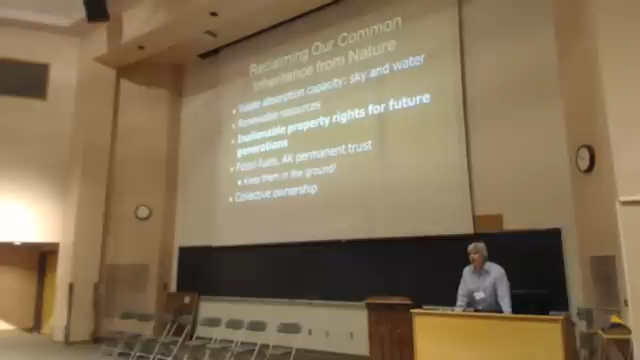 Reclaiming Our Common
Inheritance from Nature
Waste absorption capacity: sky and water
Renewable resources
Inalienable property rights for future
generations
Fossil fuels, AK permanent trust
Keep them in the ground!
Collective ownership